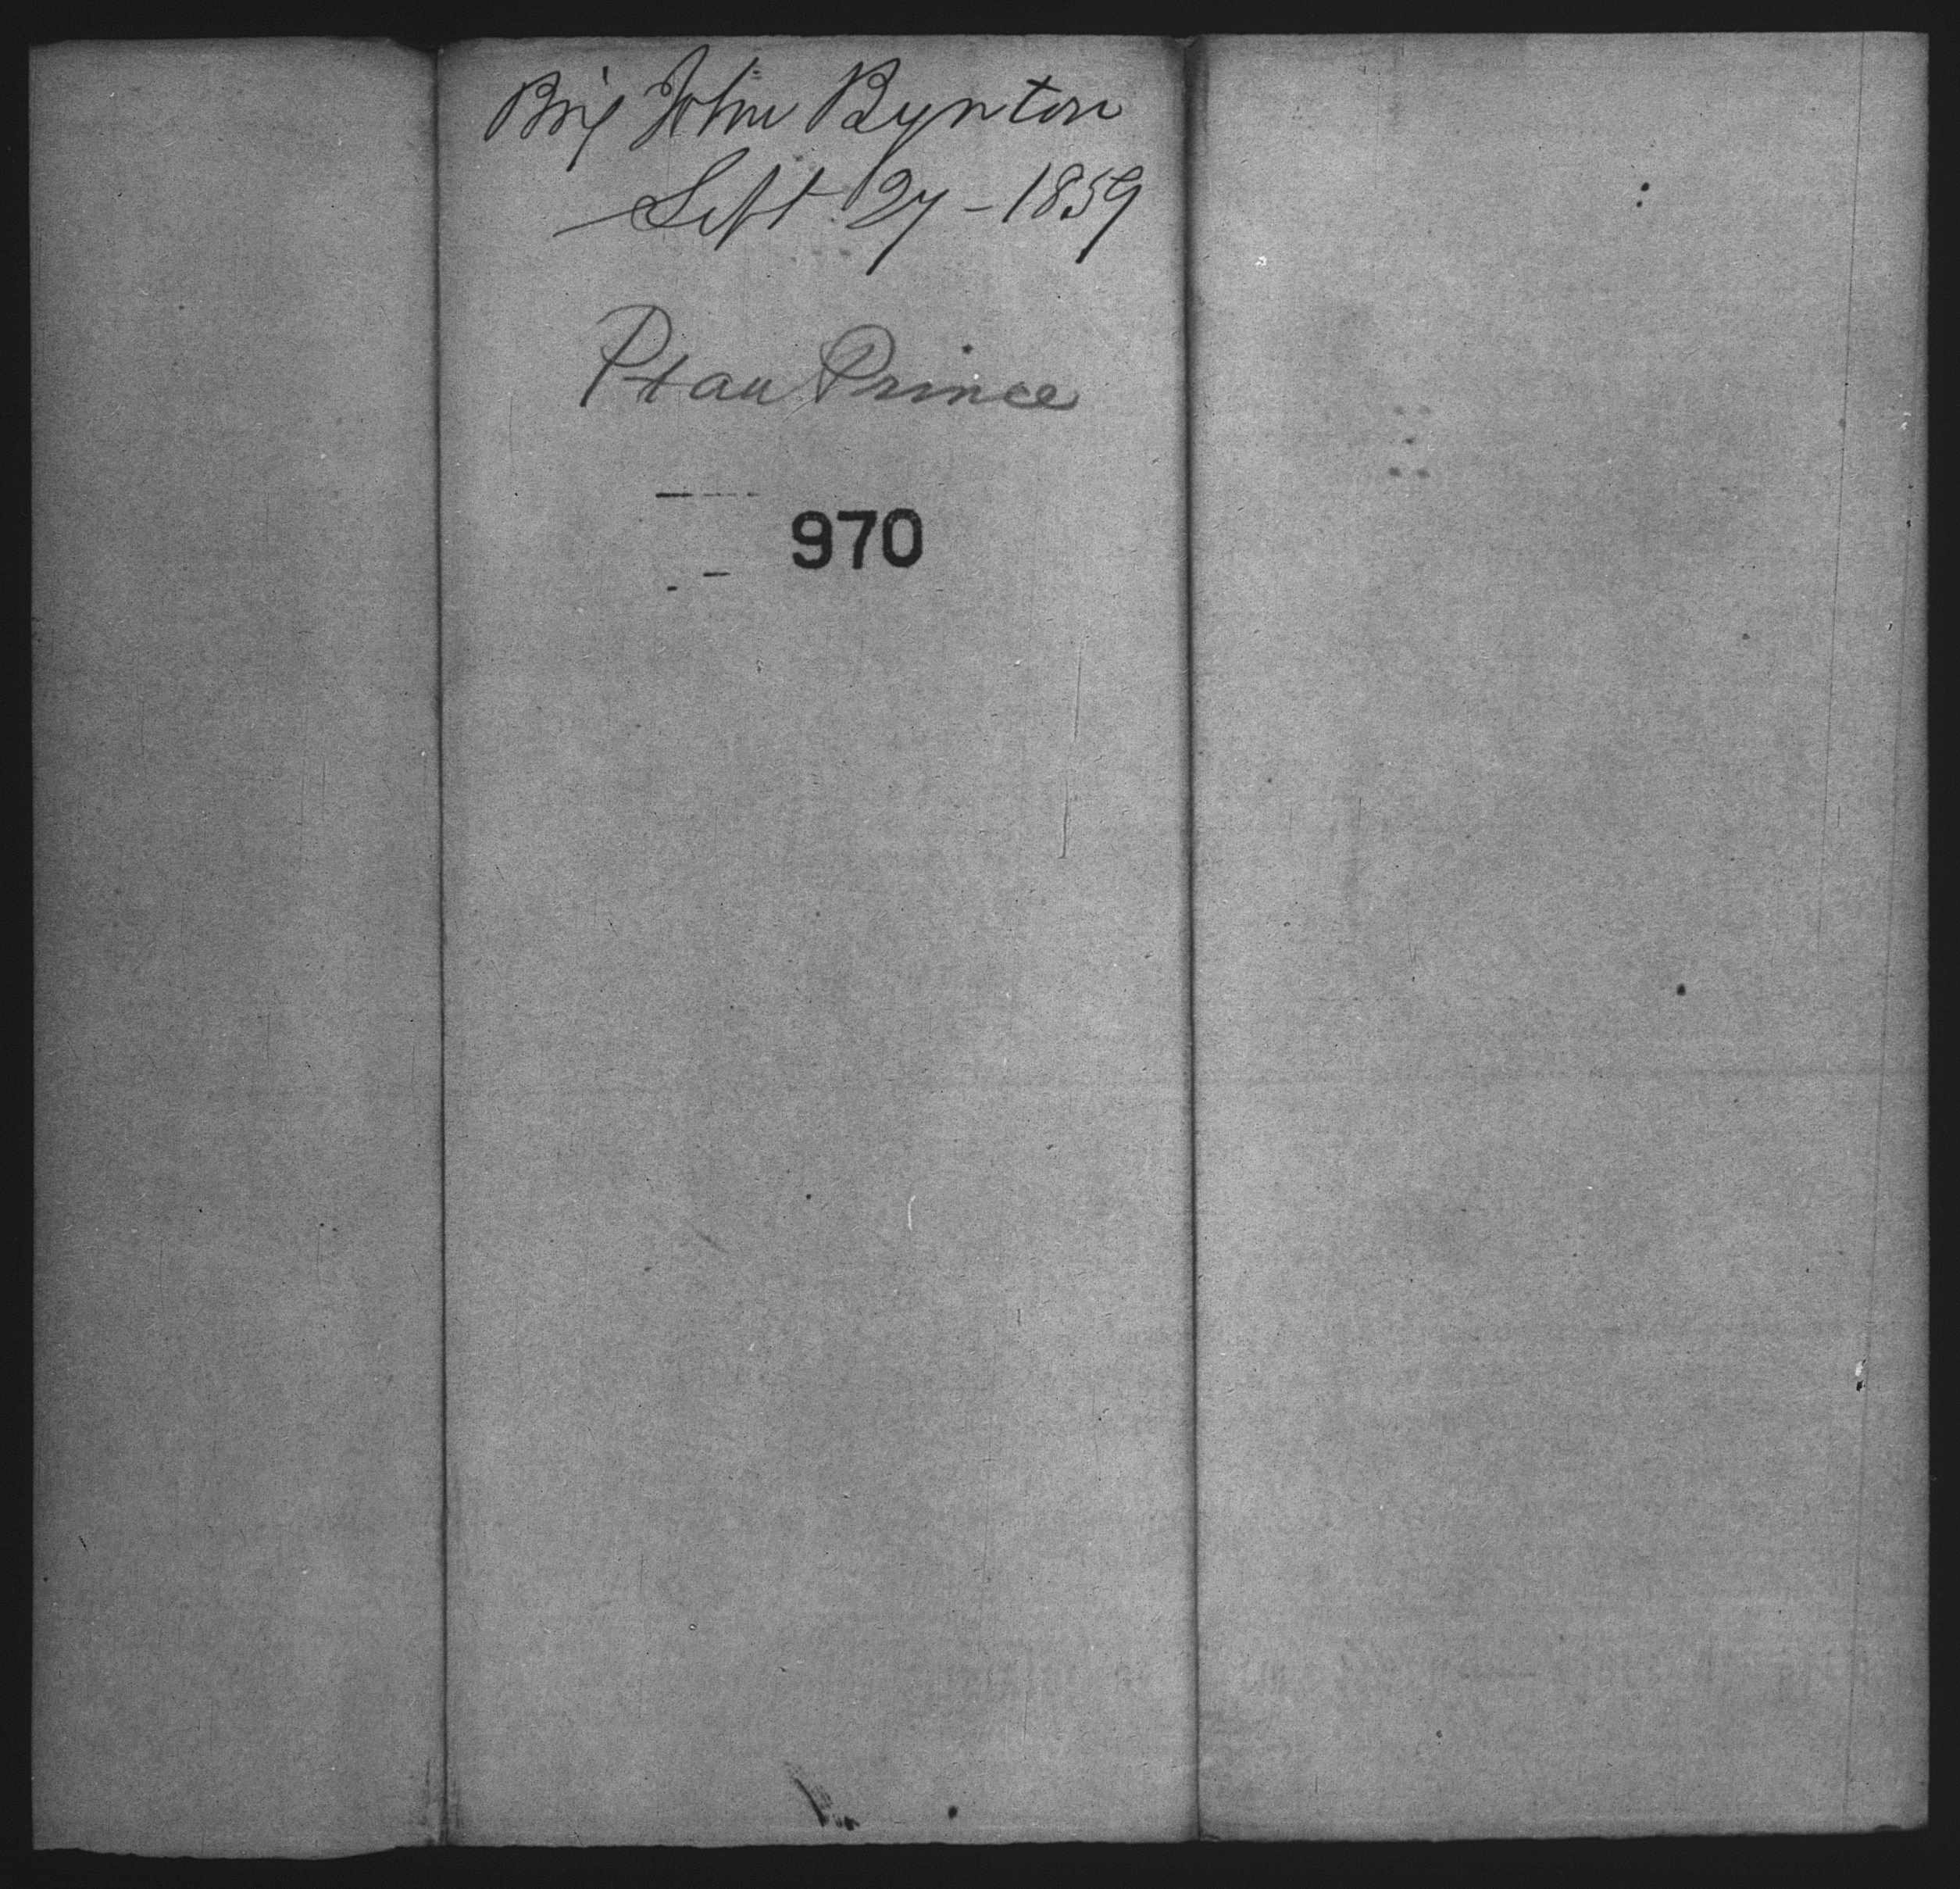 Brig John Bynton
Sept 27 - 1859
Pt au Prince
970